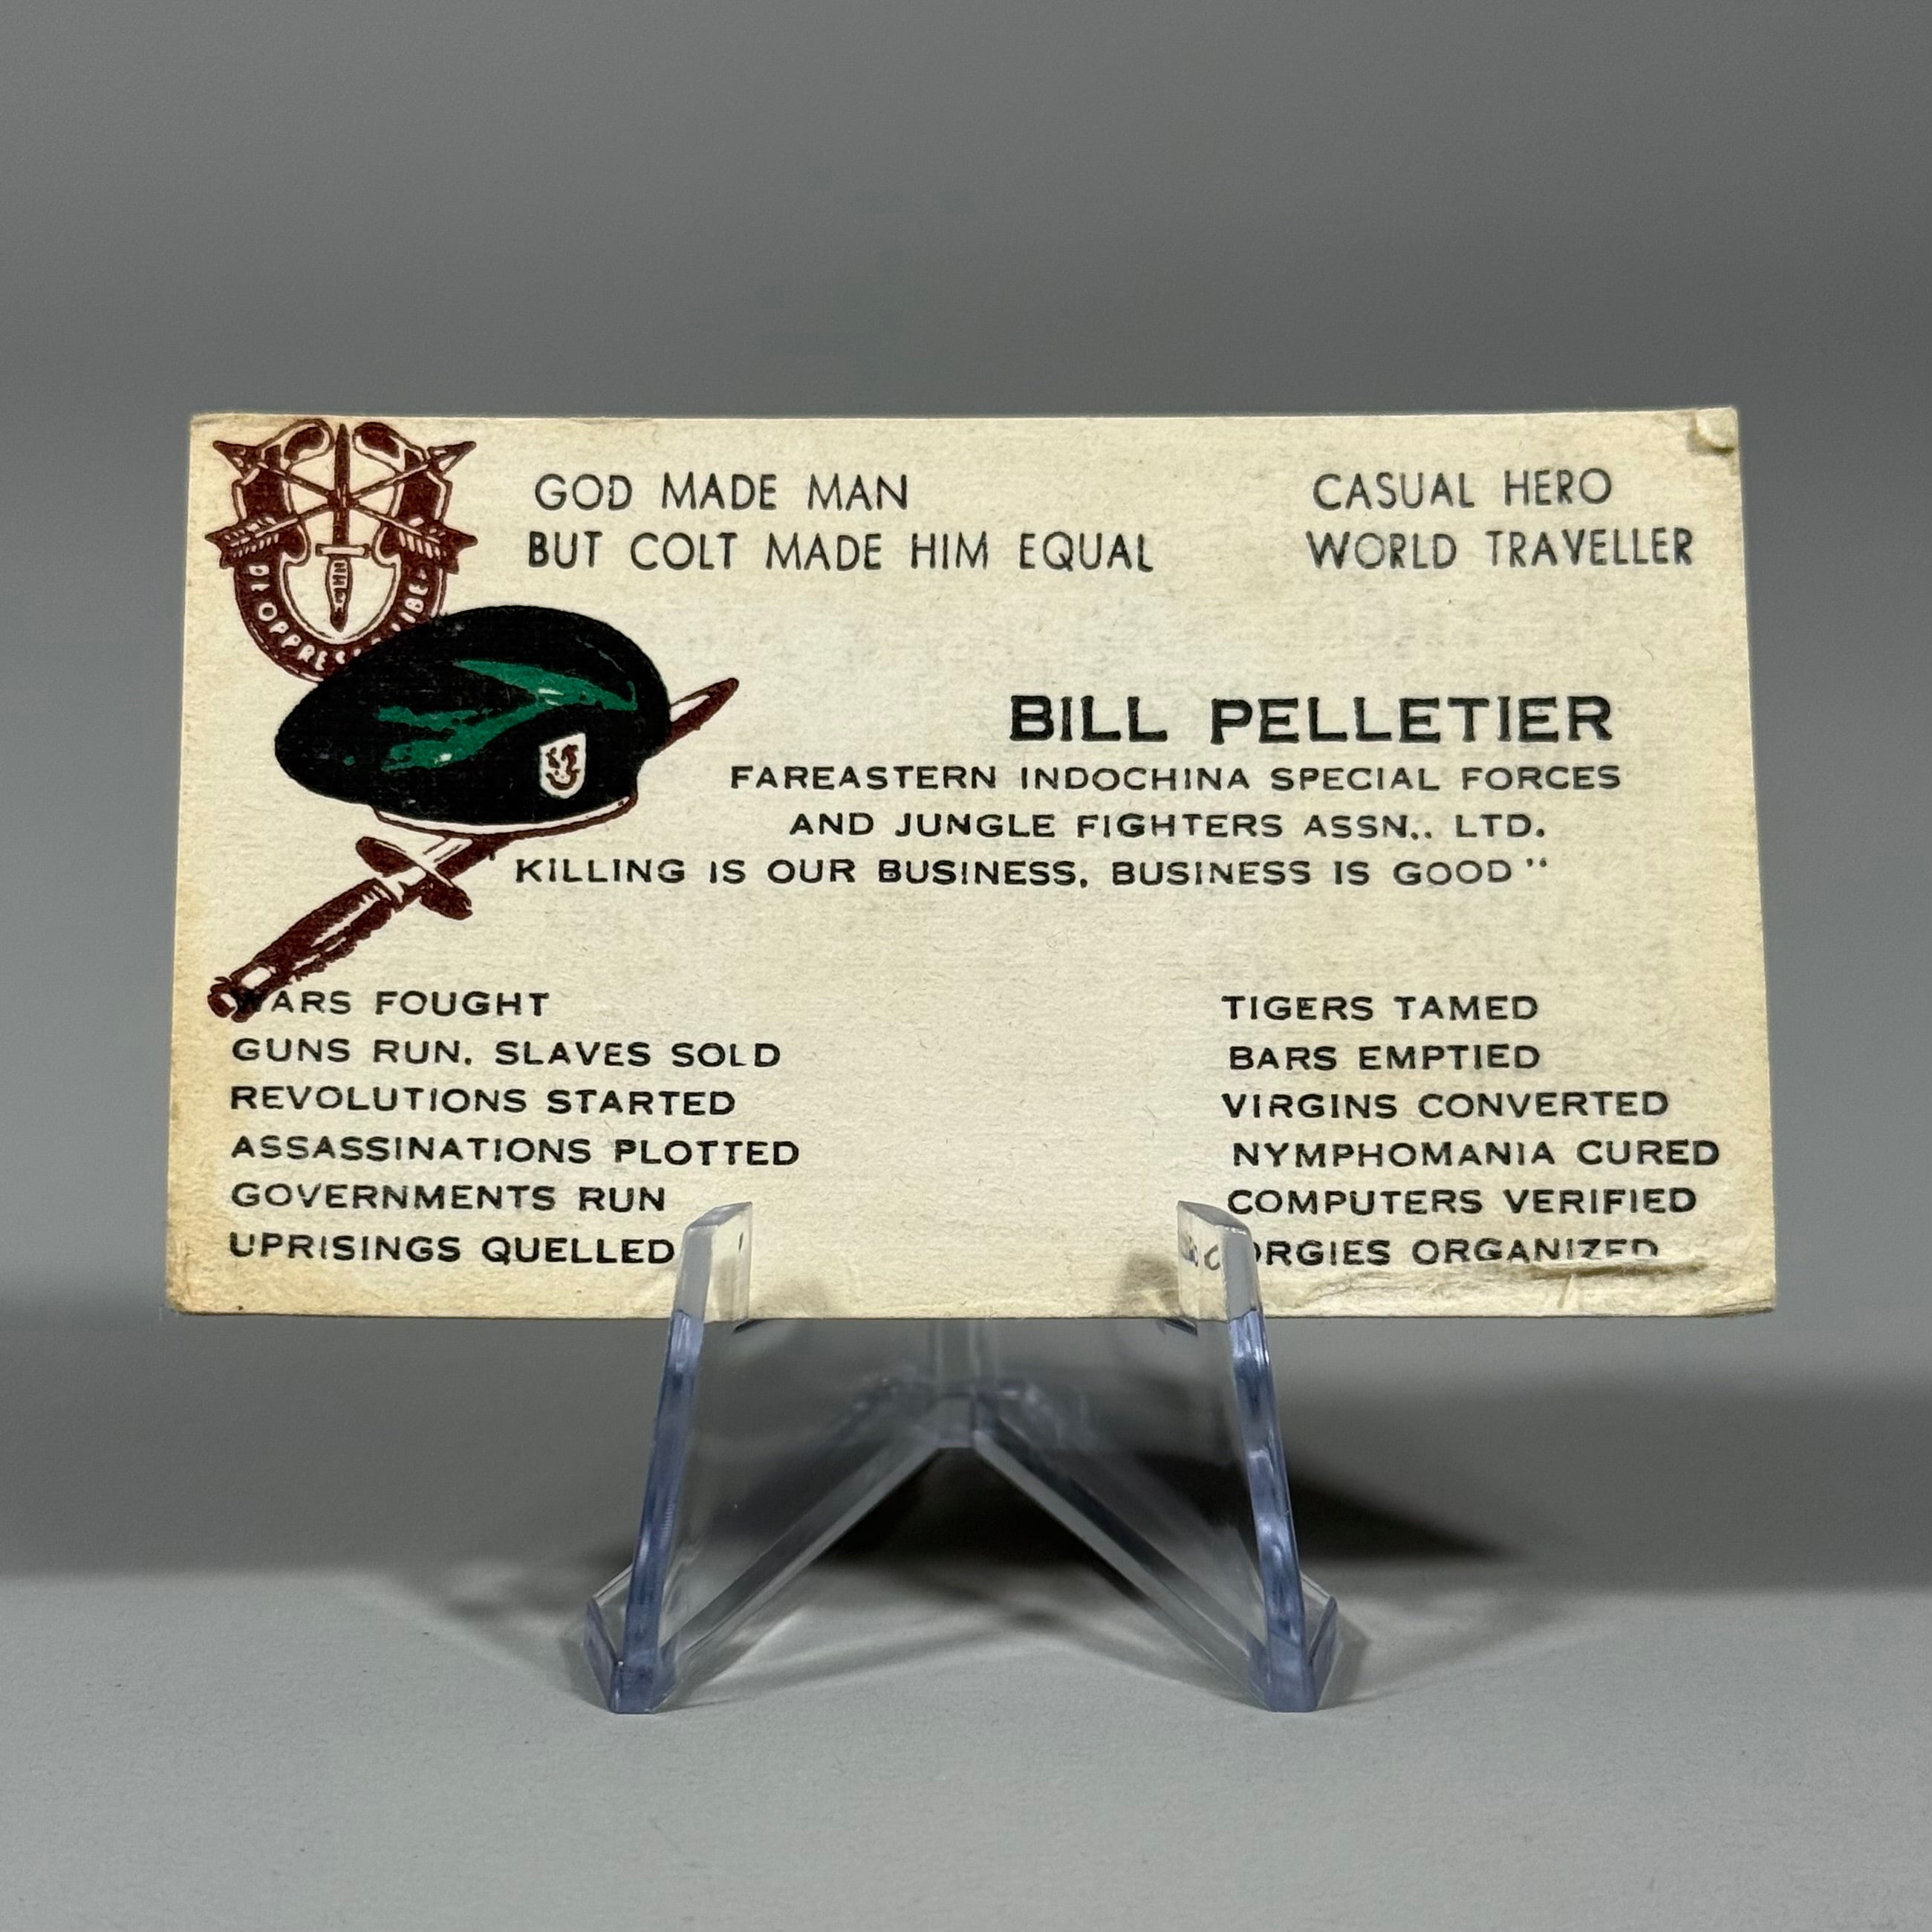 GOD MADE MAN
BUT COLT MADE HIM EQUAL
CASUAL HERO
WORLD TRAVELLER
BILL PELLETIER
FAREASTERN INDOCHINA SPECIAL FORCES
AND JUNGLE FIGHTERS ASSN.. LTD.
KILLING IS OUR BUSINESS, BUSINESS IS GOOD"
WARS FOUGHT
GUNS RUN, SLAVES SOLD
REVOLUTIONS STARTED
ASSASSINATIONS PLOTTED
GOVERNMENTS RUN
UPRISINGS QUELLED
TIGERS TAMED
BARS EMPTIED
VIRGINS CONVERTED
NYMPHOMANIA CURED
COMPUTERS VERIFIED
ORGIES ORGANIZED